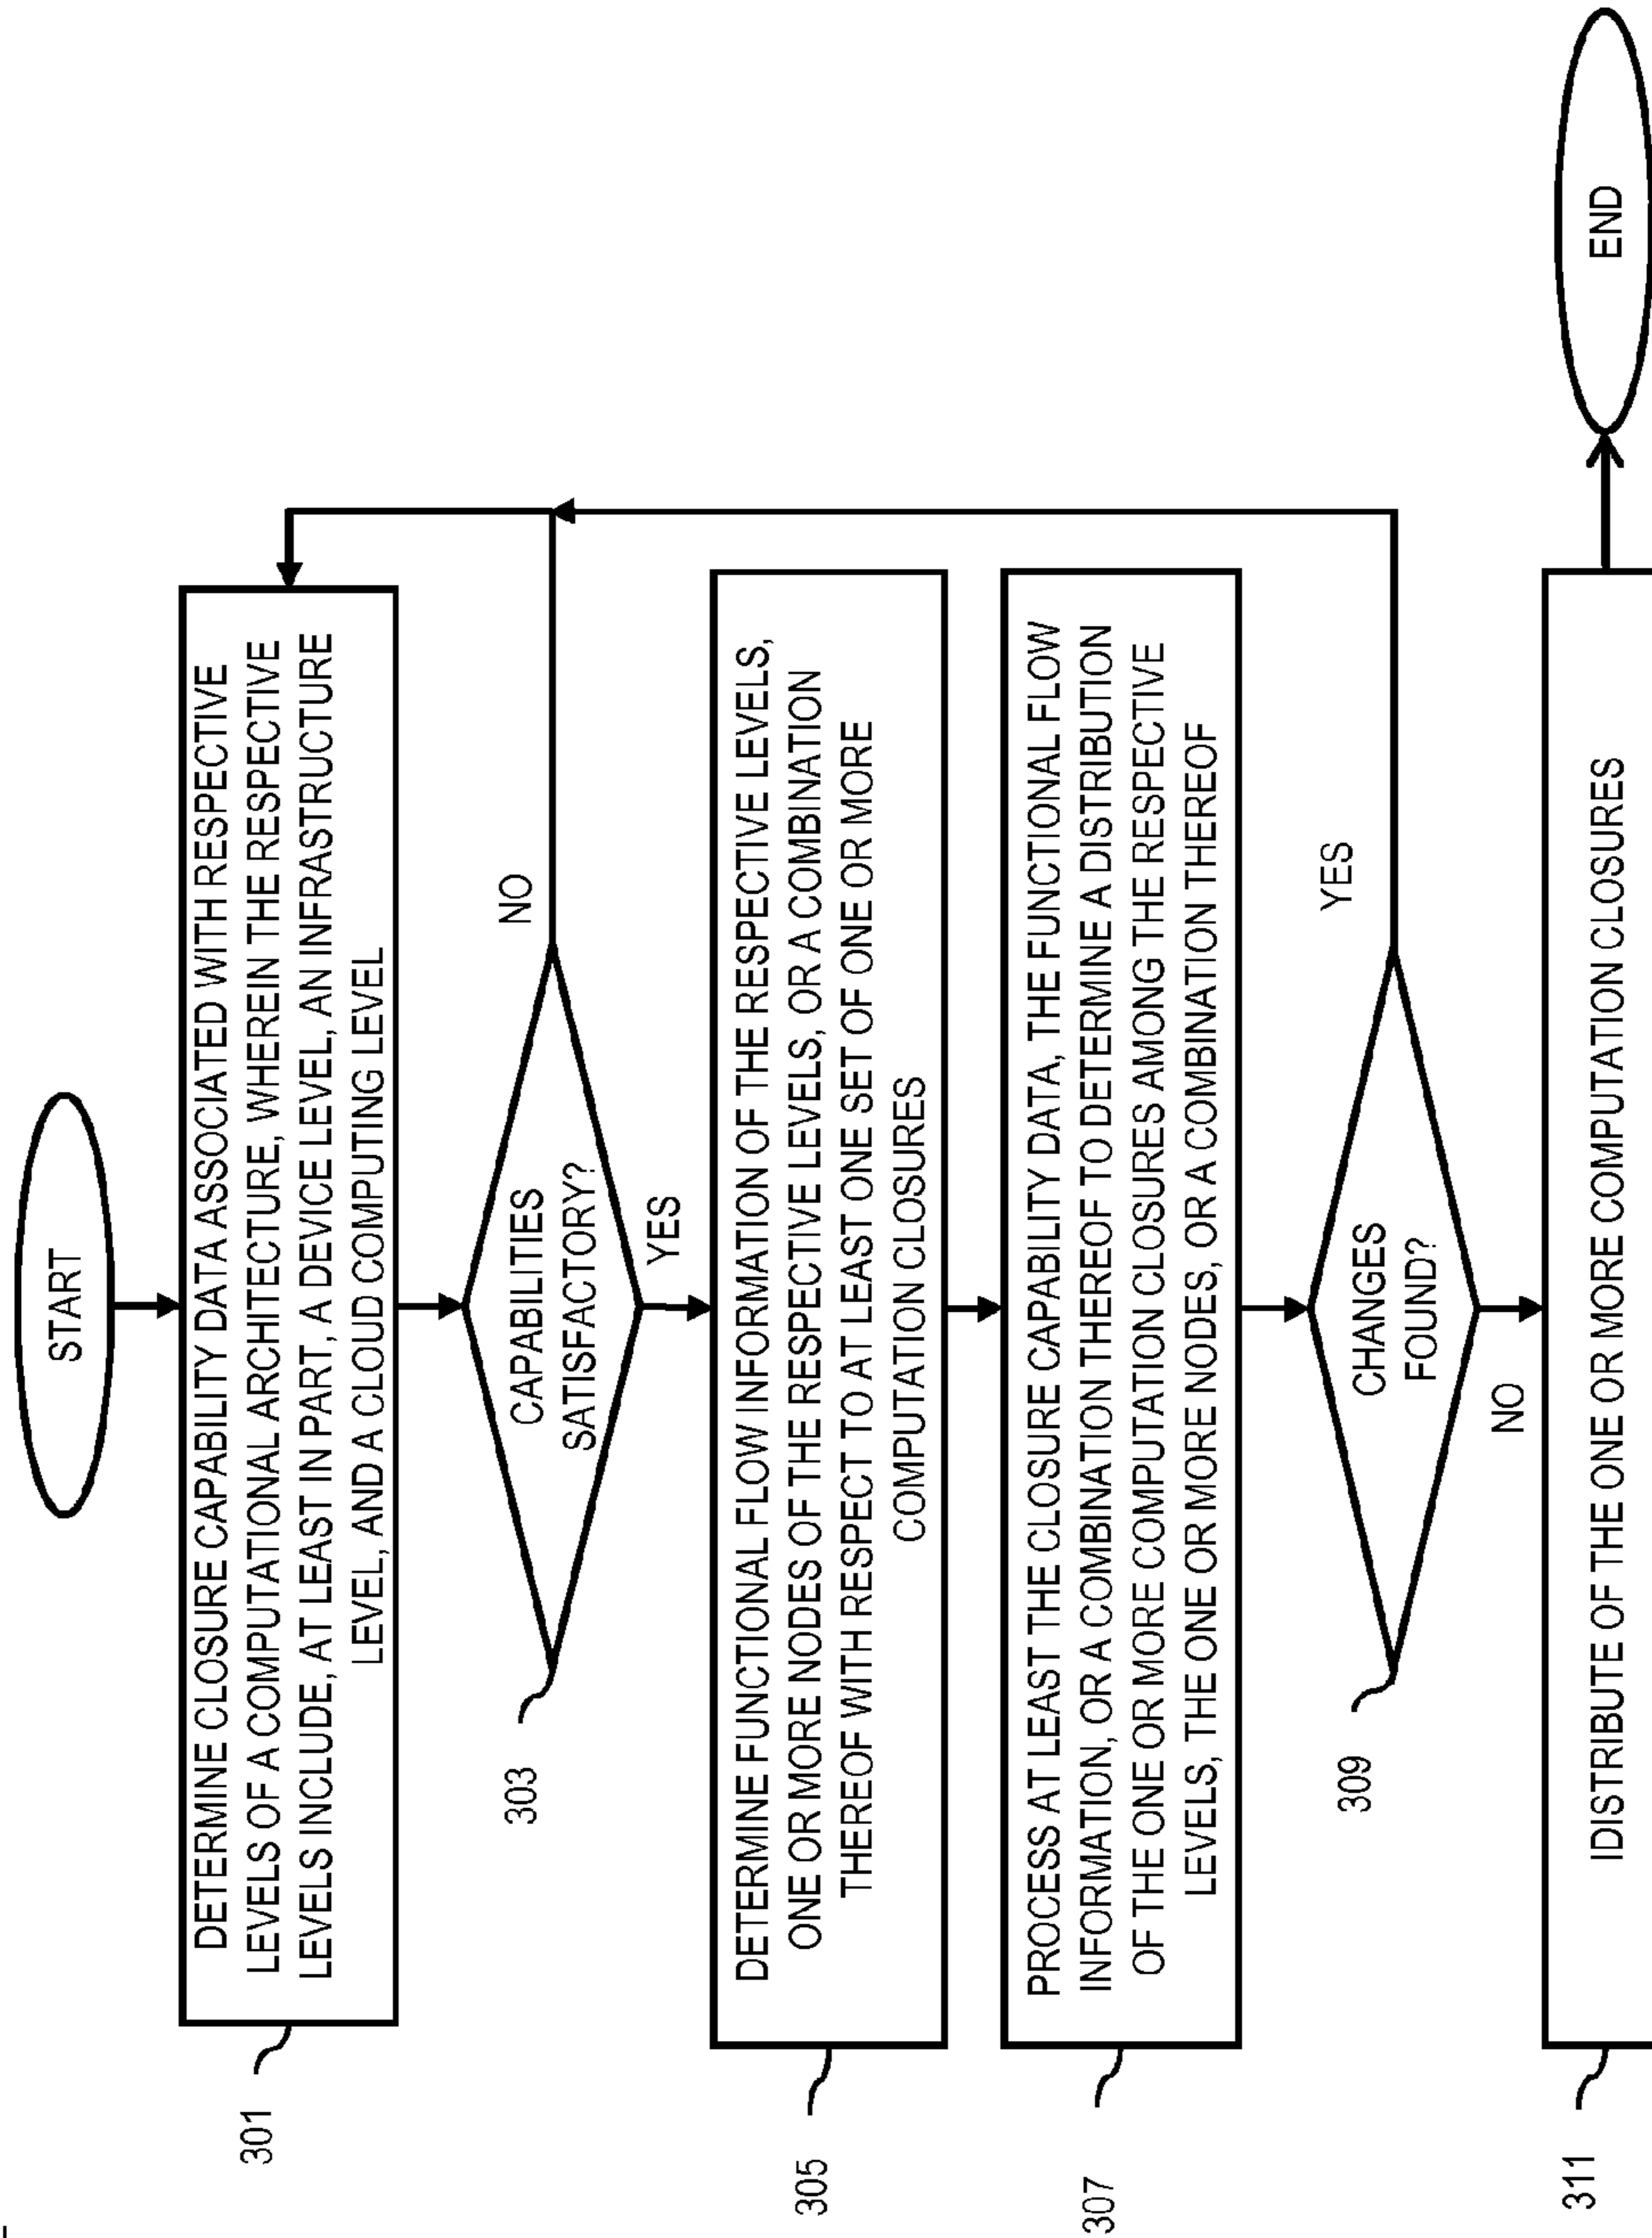 START
DETERMINE CLOSURE CAPABILITY DATA ASSOCIATED WITH RESPECTIVE
LEVELS OF A COMPUTATIONAL ARCHITECTURE, WHEREIN THE RESPECTIVE
LEVELS INCLUDE, AT LEAST IN PART, A DEVICE LEVEL, AN INFRASTRUCTURE
LEVEL, AND A CLOUD COMPUTING LEVEL
301
CAPABILITIES
SATISFACTORY?
NO
303
YES
DETERMINE FUNCTIONAL FLOW INFORMATION OF THE RESPECTIVE LEVELS,
ONE OR MORE NODES OF THE RESPECTIVE LEVELS, OR A COMBINATION
THEREOF WITH RESPECT TO AT LEAST ONE SET OF ONE OR MORE
COMPUTATION CLOSURES
305
PROCESS AT LEAST THE CLOSURE CAPABILITY DATA, THE FUNCTIONAL FLOW
INFORMATION, OR A COMBINATION THEREOF TO DETERMINE A DISTRIBUTION
OF THE ONE OR MORE COMPUTATION CLOSURES AMONG THE RESPECTIVE
LEVELS, THE ONE OR MORE NODES, OR A COMBINATION THEREOF
307
CHANGES
FOUND?
YES
309
NO
IDISTRIBUTE OF THE ONE OR MORE COMPUTATION CLOSURES
311
END